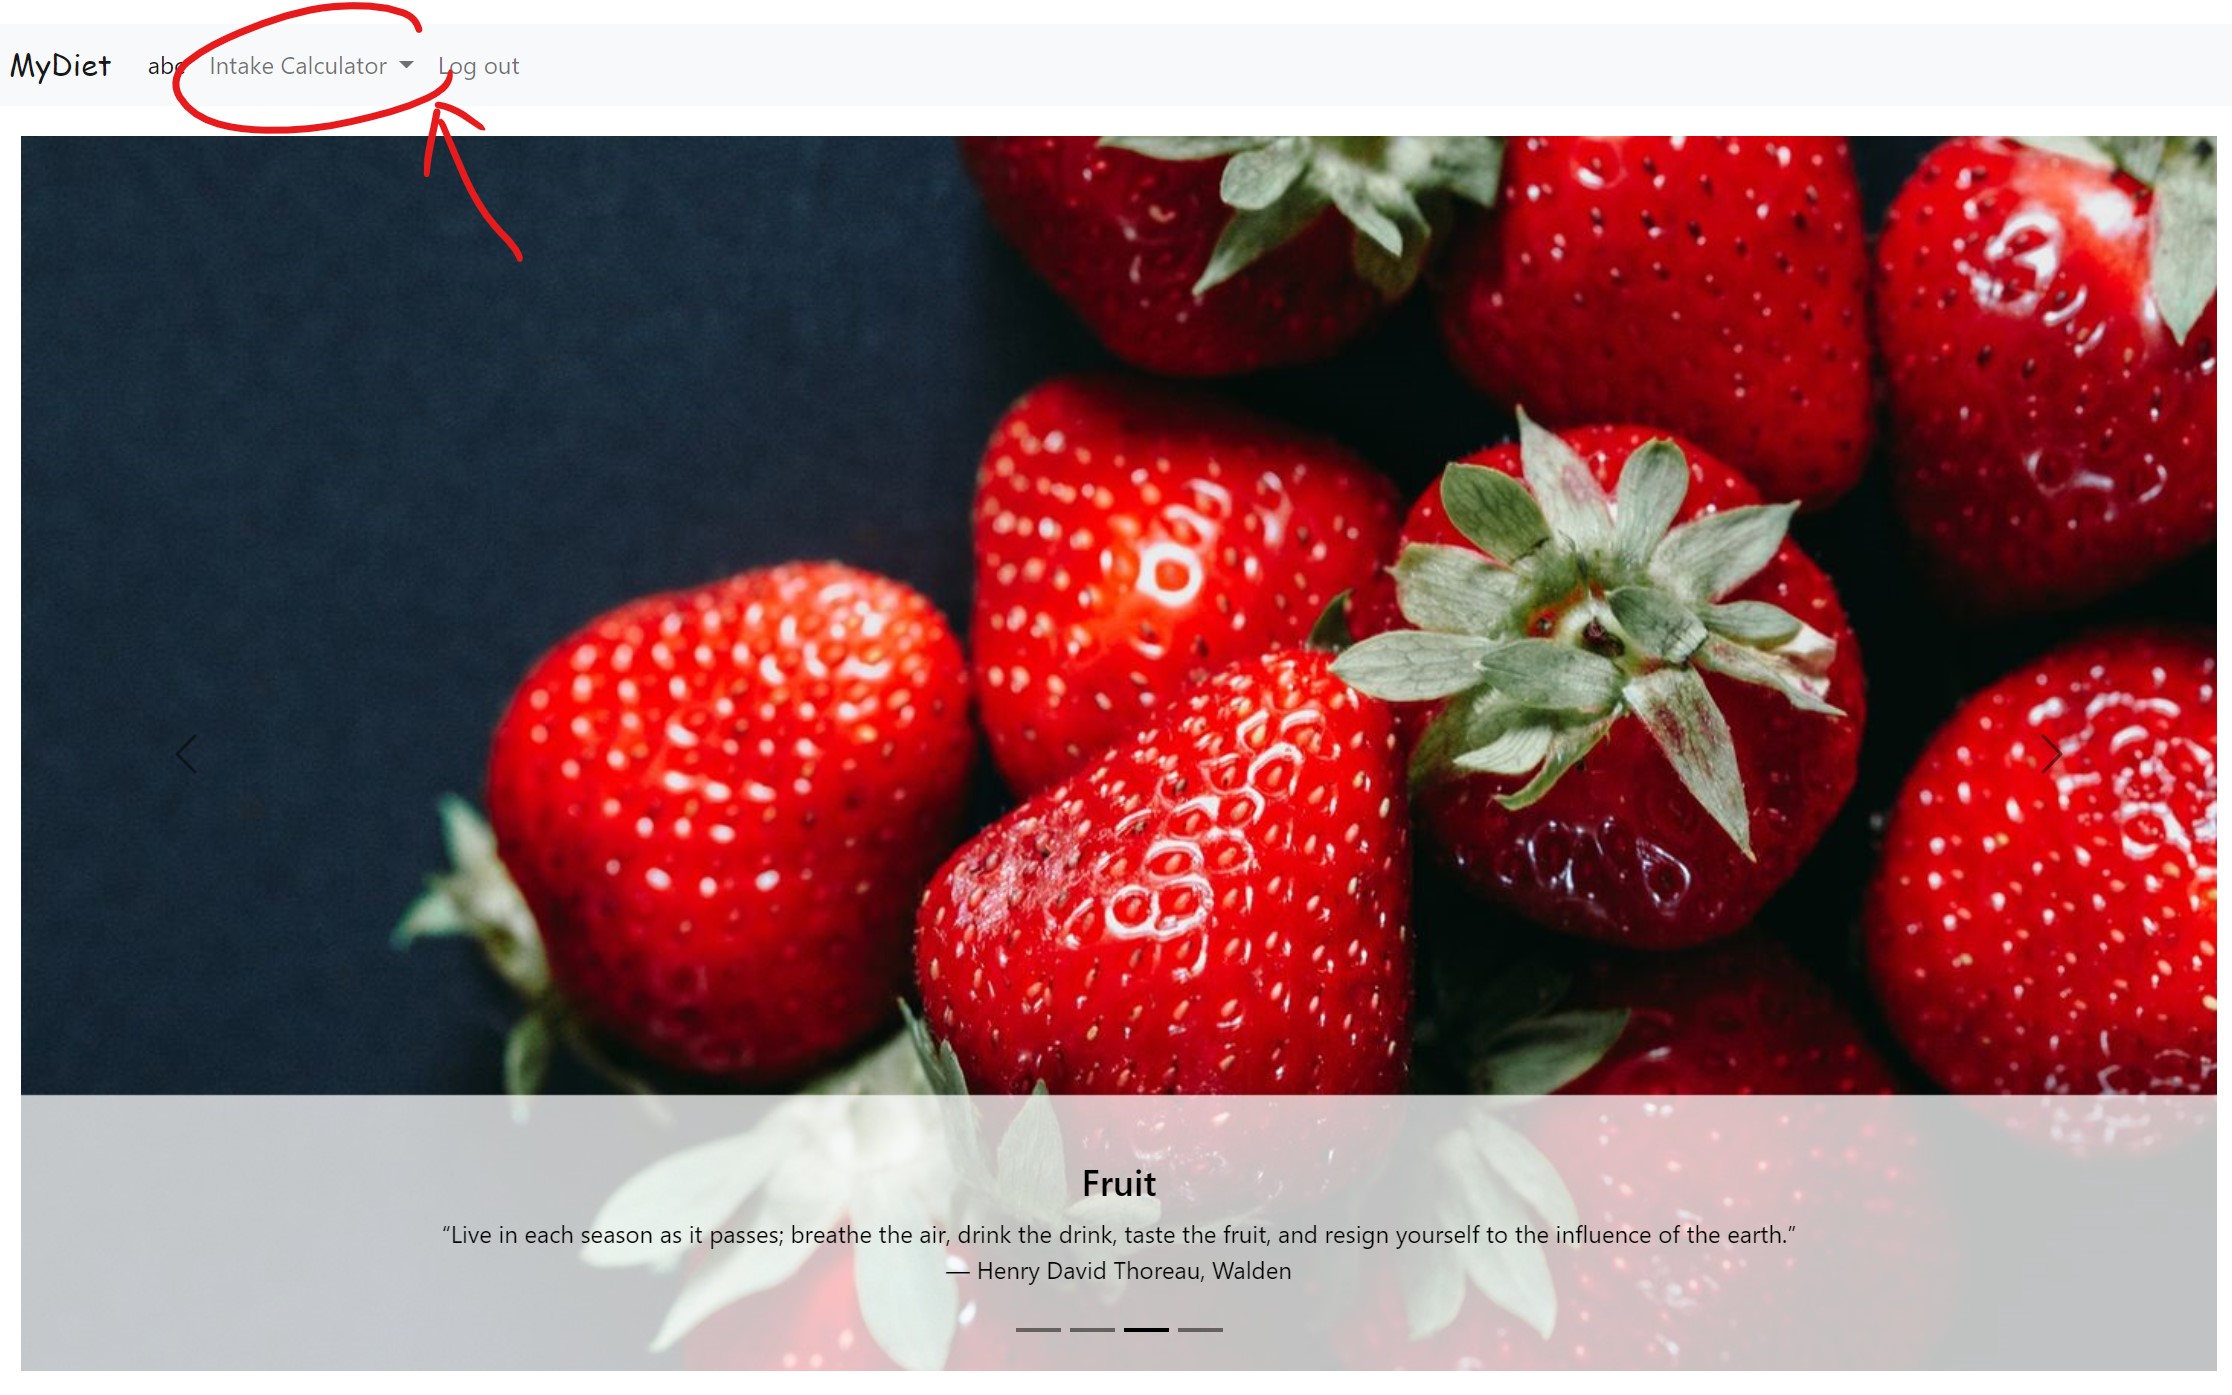 MyDiet abc Intake Calculator Log out
Fruit
“Live in each season as it passes; breathe the air, drink the drink, taste the fruit, and resign yourself to the influence of the earth.”
— Henry David Thoreau, Walden